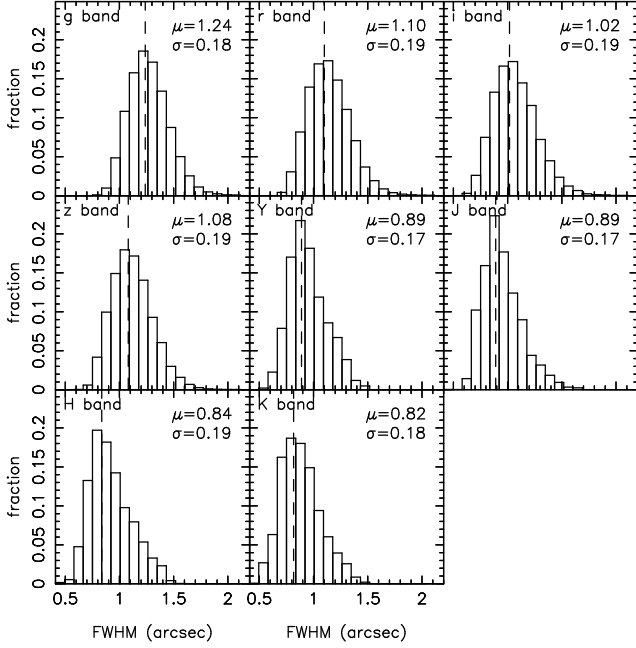 g band
μ=1.24
σ=0.18
r band
μ=1.10
σ=0.19
i band
μ=1.02
σ=0.19
fraction
0.2
0.15
0.1
0.05
0
z band
μ=1.08
σ=0.19
Y band
μ=0.89
σ=0.17
J band
μ=0.89
σ=0.17
fraction
0.2
0.15
0.1
0.05
0
H band
μ=0.84
σ=0.19
K band
μ=0.82
σ=0.18
fraction
0.2
0.15
0.1
0.05
0
0.5 1 1.5 2
0.5 1 1.5 2
FWHM (arcsec)
FWHM (arcsec)